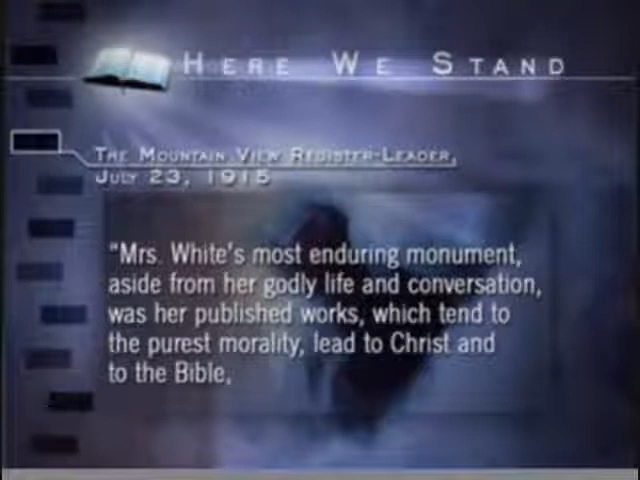 HERE WE STAND
THE MOUNTAIN VIEW REGISTER-LEADER,
JULY 23, 1915
"Mrs. White's most enduring monument,
aside from her godly life and conversation,
was her published works, which tend to
the purest morality, lead to Christ and
to the Bible,